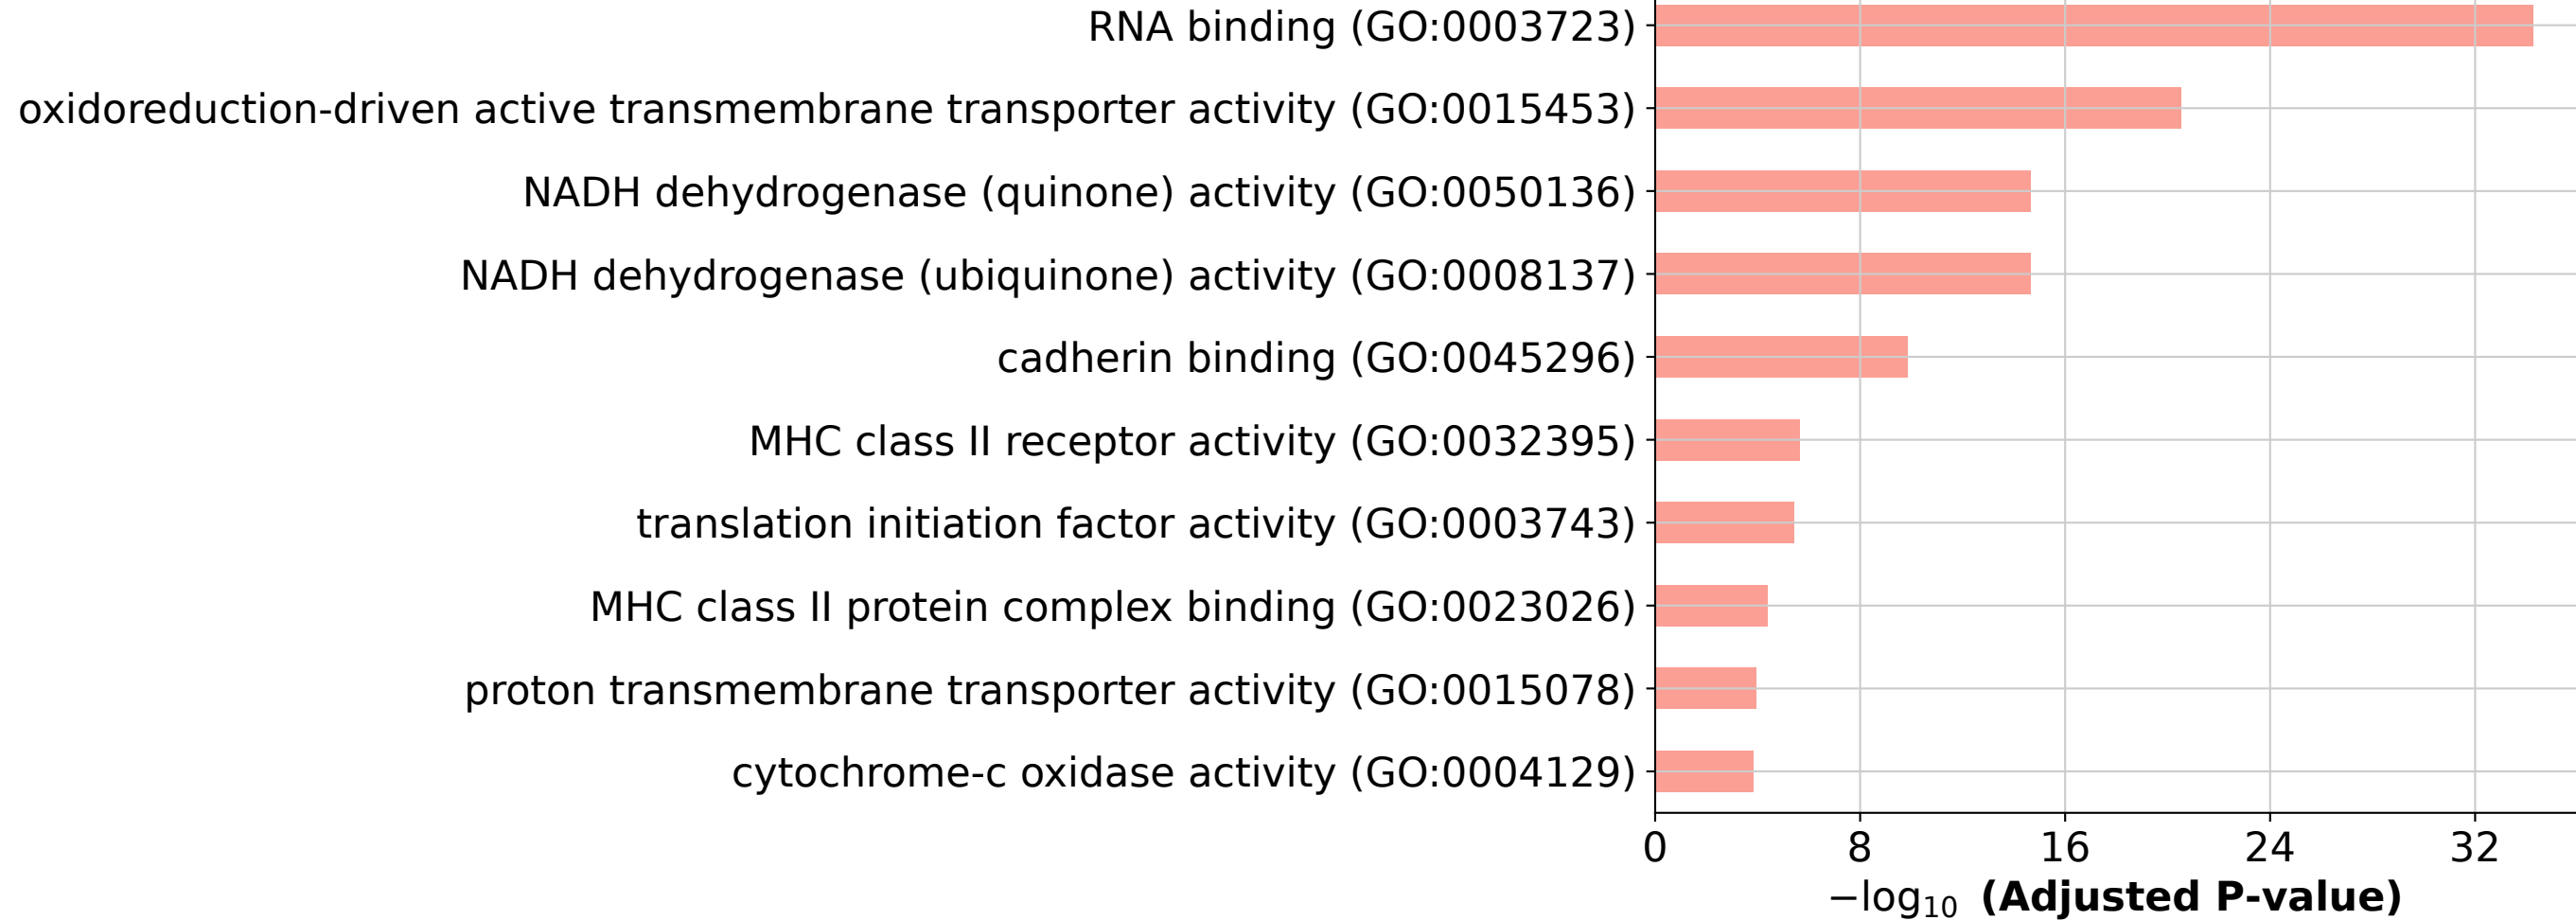 RNA binding (GO:0003723)
oxidoreduction-driven active transmembrane transporter activity (GO:0015453)
NADH dehydrogenase (quinone) activity (GO:0050136)
NADH dehydrogenase (ubiquinone) activity (GO:0008137)
cadherin binding (GO:0045296)
MHC class II receptor activity (GO:0032395)
translation initiation factor activity (GO:0003743)
MHC class II protein complex binding (GO:0023026)
proton transmembrane transporter activity (GO:0015078)
cytochrome-c oxidase activity (GO:0004129)
0 8 16 24 32
−log₁₀ (Adjusted P-value)